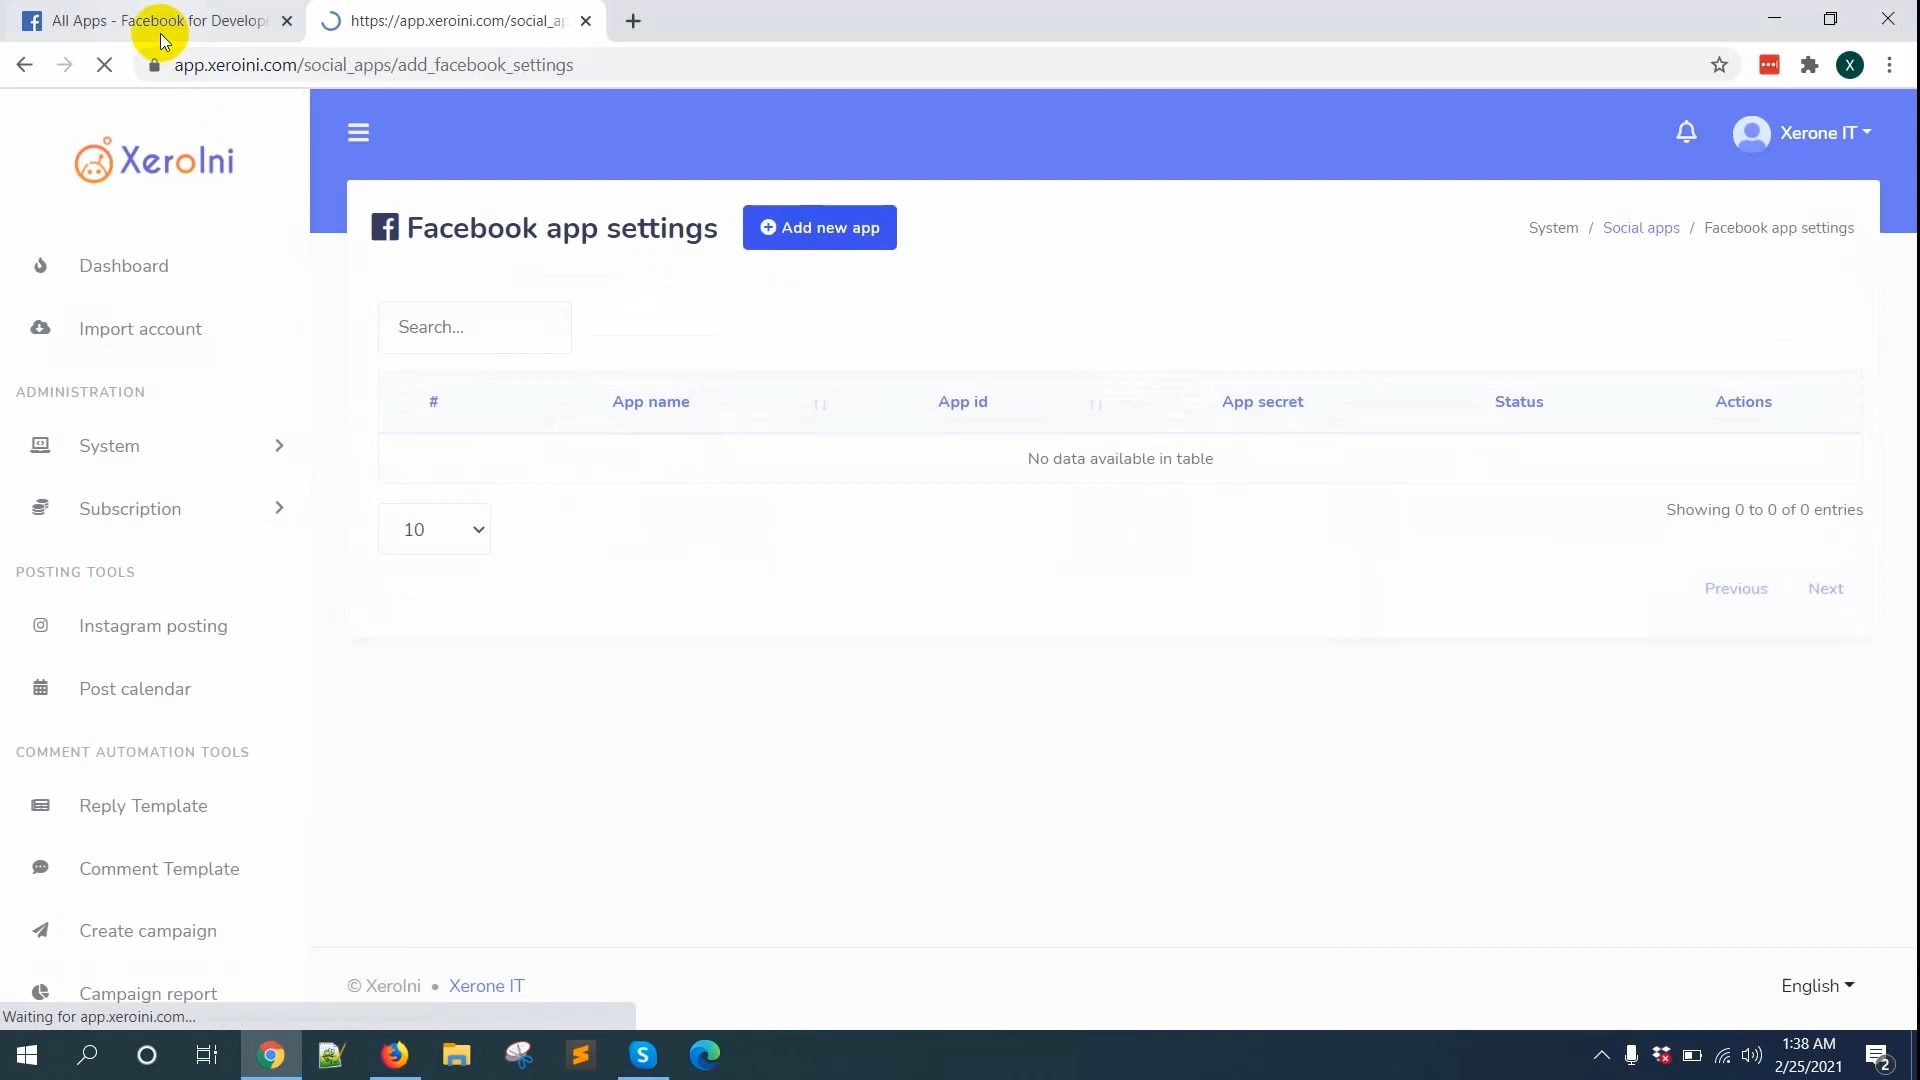 All Apps - Facebook for Develope
https://app.xeroini.com/social_ap
app.xeroini.com/social_apps/add_facebook_settings
X
XeroIni
Xerone IT
Facebook app settings
Add new app
System / Social apps / Facebook app settings
Dashboard
Import account
ADMINISTRATION
System
Subscription
POSTING TOOLS
Instagram posting
Post calendar
COMMENT AUTOMATION TOOLS
Reply Template
Comment Template
Create campaign
Campaign report
Search...
# App name App id App secret Status Actions
No data available in table
10
Showing 0 to 0 of 0 entries
Previous Next
© XeroIni • Xerone IT
English
Waiting for app.xeroini.com...
1:38 AM
2/25/2021
2